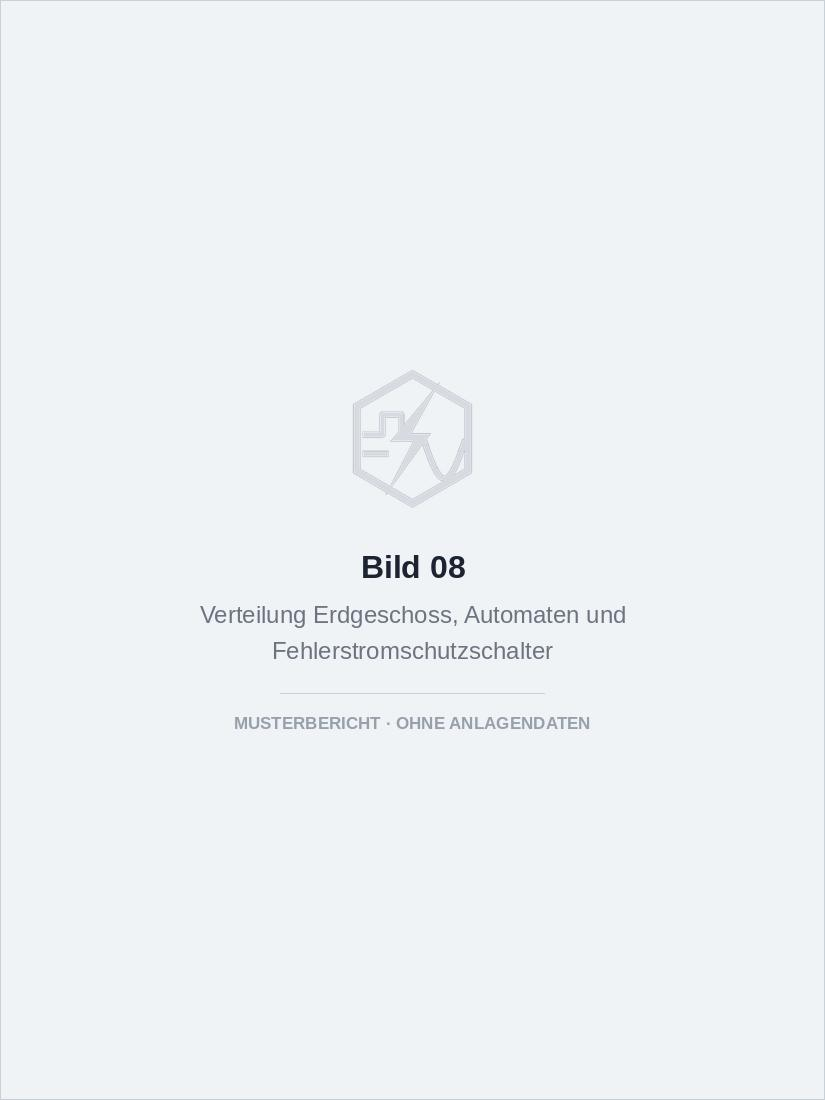 Bild 08
Verteilung Erdgeschoss, Automaten und
Fehlerstromschutzschalter
MUSTERBERICHT · OHNE ANLAGENDATEN